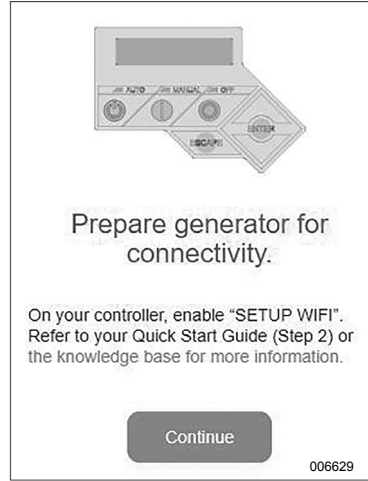 AUTO MANUAL OFF
ENTER
ESCAPE
Prepare generator for
connectivity.
On your controller, enable “SETUP WIFI”.
Refer to your Quick Start Guide (Step 2) or
the knowledge base for more information.
Continue
006629